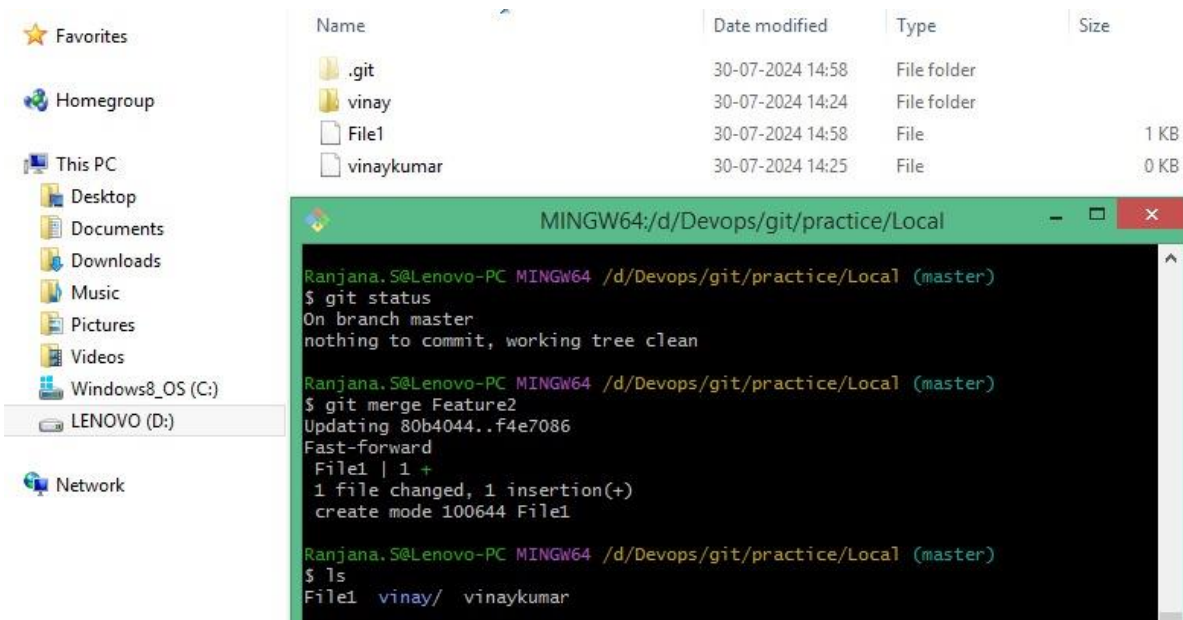 Favorites
Homegroup
This PC
Desktop
Documents
Downloads
Music
Pictures
Videos
Windows8_OS (C:)
LENOVO (D:)
Network
Name Date modified Type Size
.git 30-07-2024 14:58 File folder
vinay 30-07-2024 14:24 File folder
File1 30-07-2024 14:58 File 1 KB
vinaykumar 30-07-2024 14:25 File 0 KB
MINGW64:/d/Devops/git/practice/Local
Ranjana.S@Lenovo-PC MINGW64 /d/Devops/git/practice/Local (master)
$ git status
On branch master
nothing to commit, working tree clean
Ranjana.S@Lenovo-PC MINGW64 /d/Devops/git/practice/Local (master)
$ git merge Feature2
Updating 80b4044..f4e7086
Fast-forward
File1 | 1 +
1 file changed, 1 insertion(+)
create mode 100644 File1
Ranjana.S@Lenovo-PC MINGW64 /d/Devops/git/practice/Local (master)
$ ls
File1 vinay/ vinaykumar